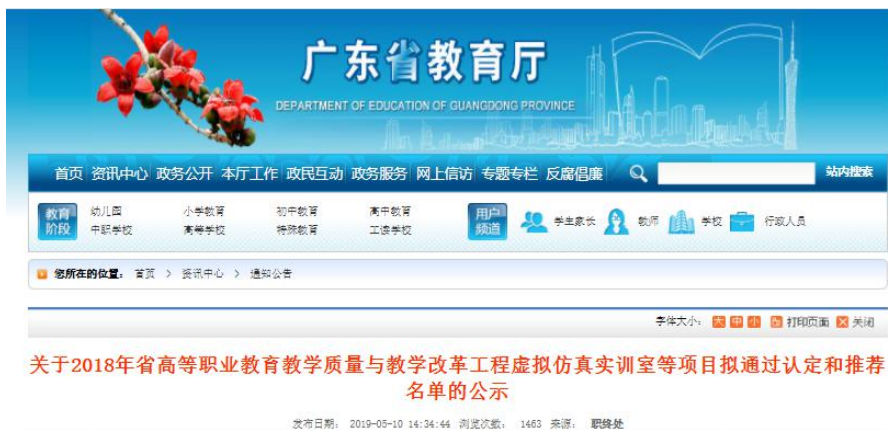 广东省教育厅
DEPARTMENT OF EDUCATION OF GUANGDONG PROVINCE
首页 资讯中心 政务公开 本厅工作 政民互动 政务服务 网上信访 专题专栏 反腐倡廉 站内搜索
教育阶段 幼儿园 小学教育 初中教育 高中教育 用户频道 学生家长 教师 学校 行政人员
中职学校 高等学校 特殊教育 工读学校
您所在的位置: 首页 > 资讯中心 > 通知公告
字体大小: 大 中 小 打印页面 关闭
关于2018年省高等职业教育教学质量与教学改革工程虚拟仿真实训室等项目拟通过认定和推荐
名单的公示
发布日期: 2019-05-10 14:34:44 浏览次数: 1463 来源: 职终处